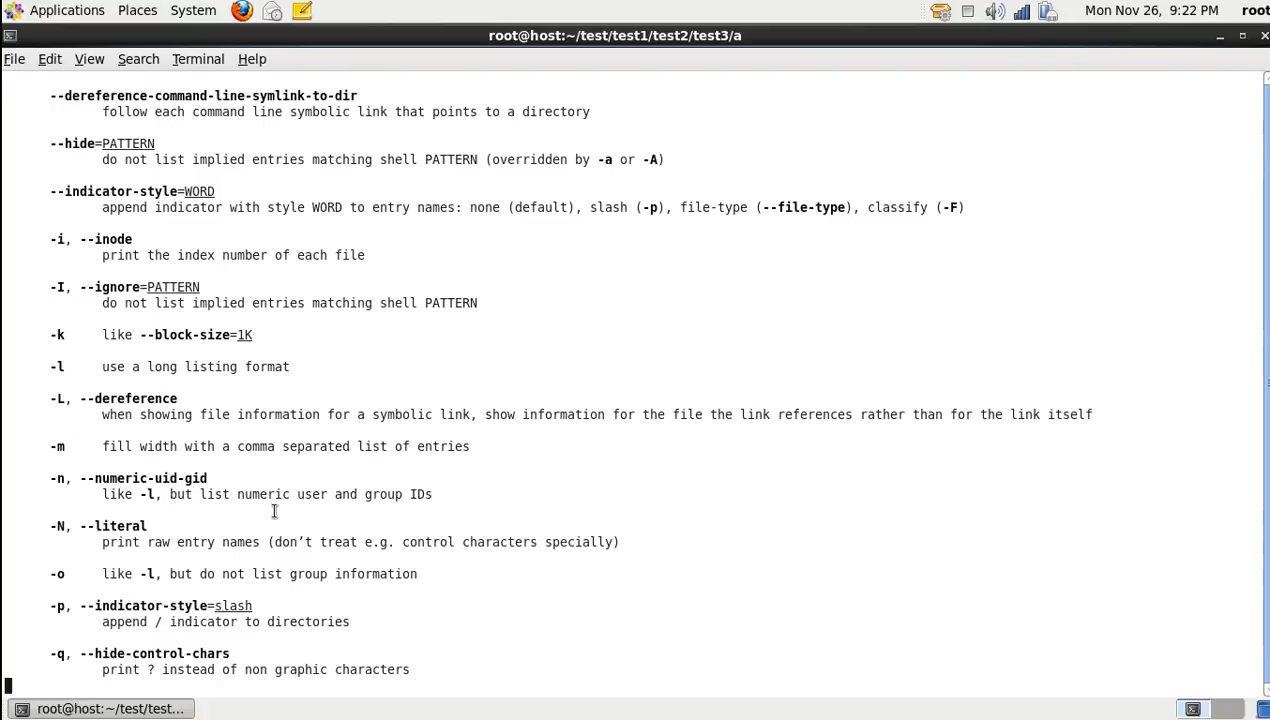 Applications Places System Mon Nov 26, 9:22 PM root
root@host:~/test/test1/test2/test3/a
File Edit View Search Terminal Help
--dereference-command-line-symlink-to-dir
follow each command line symbolic link that points to a directory
--hide=PATTERN
do not list implied entries matching shell PATTERN (overridden by -a or -A)
--indicator-style=WORD
append indicator with style WORD to entry names: none (default), slash (-p), file-type (--file-type), classify (-F)
-i, --inode
print the index number of each file
-I, --ignore=PATTERN
do not list implied entries matching shell PATTERN
-k like --block-size=1K
-l use a long listing format
-L, --dereference
when showing file information for a symbolic link, show information for the file the link references rather than for the link itself
-m fill width with a comma separated list of entries
-n, --numeric-uid-gid
like -l, but list numeric user and group IDs
-N, --literal
print raw entry names (don’t treat e.g. control characters specially)
-o like -l, but do not list group information
-p, --indicator-style=slash
append / indicator to directories
-q, --hide-control-chars
print ? instead of non graphic characters
root@host:~/test/test...